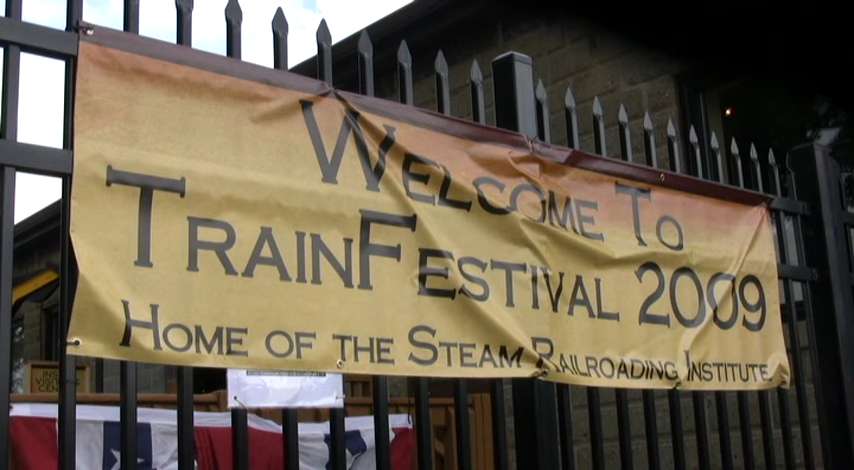 Welcome To
TrainFestival 2009
Home of the Steam Railroading Institute